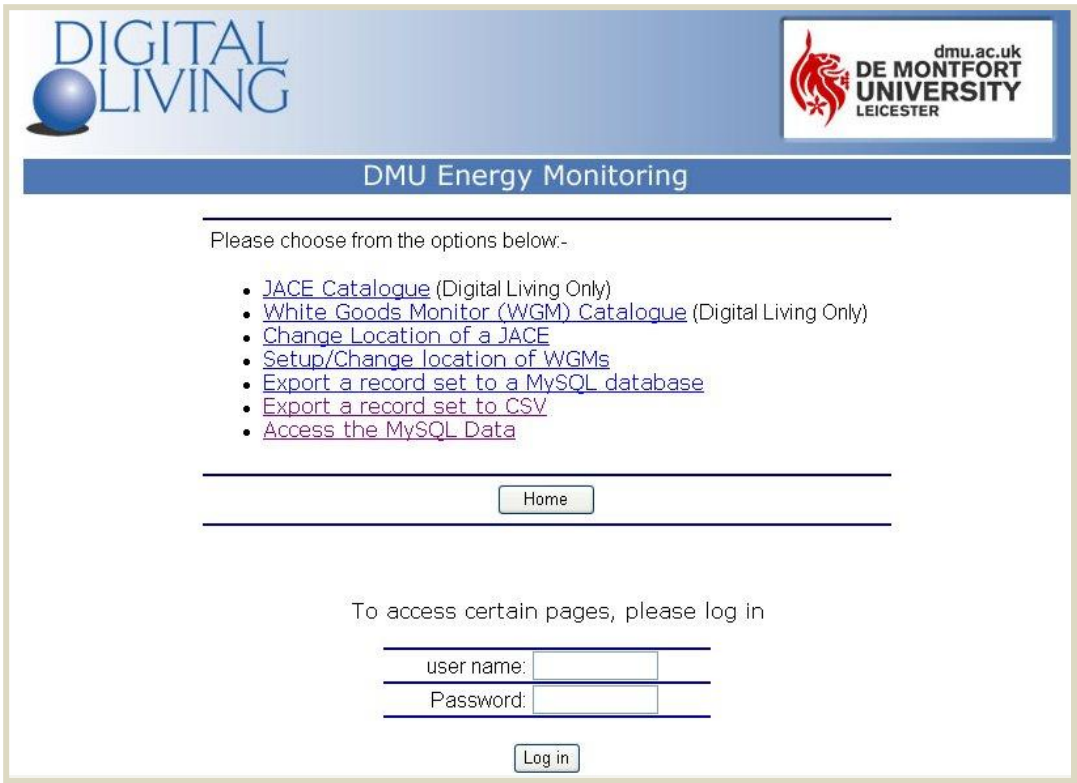 DIGITAL
LIVING
dmu.ac.uk
DE MONTFORT
UNIVERSITY
LEICESTER
DMU Energy Monitoring
Please choose from the options below:-
JACE Catalogue (Digital Living Only)
White Goods Monitor (WGM) Catalogue (Digital Living Only)
Change Location of a JACE
Setup/Change location of WGMs
Export a record set to a MySQL database
Export a record set to CSV
Access the MySQL Data
Home
To access certain pages, please log in
user name:
Password:
Log in